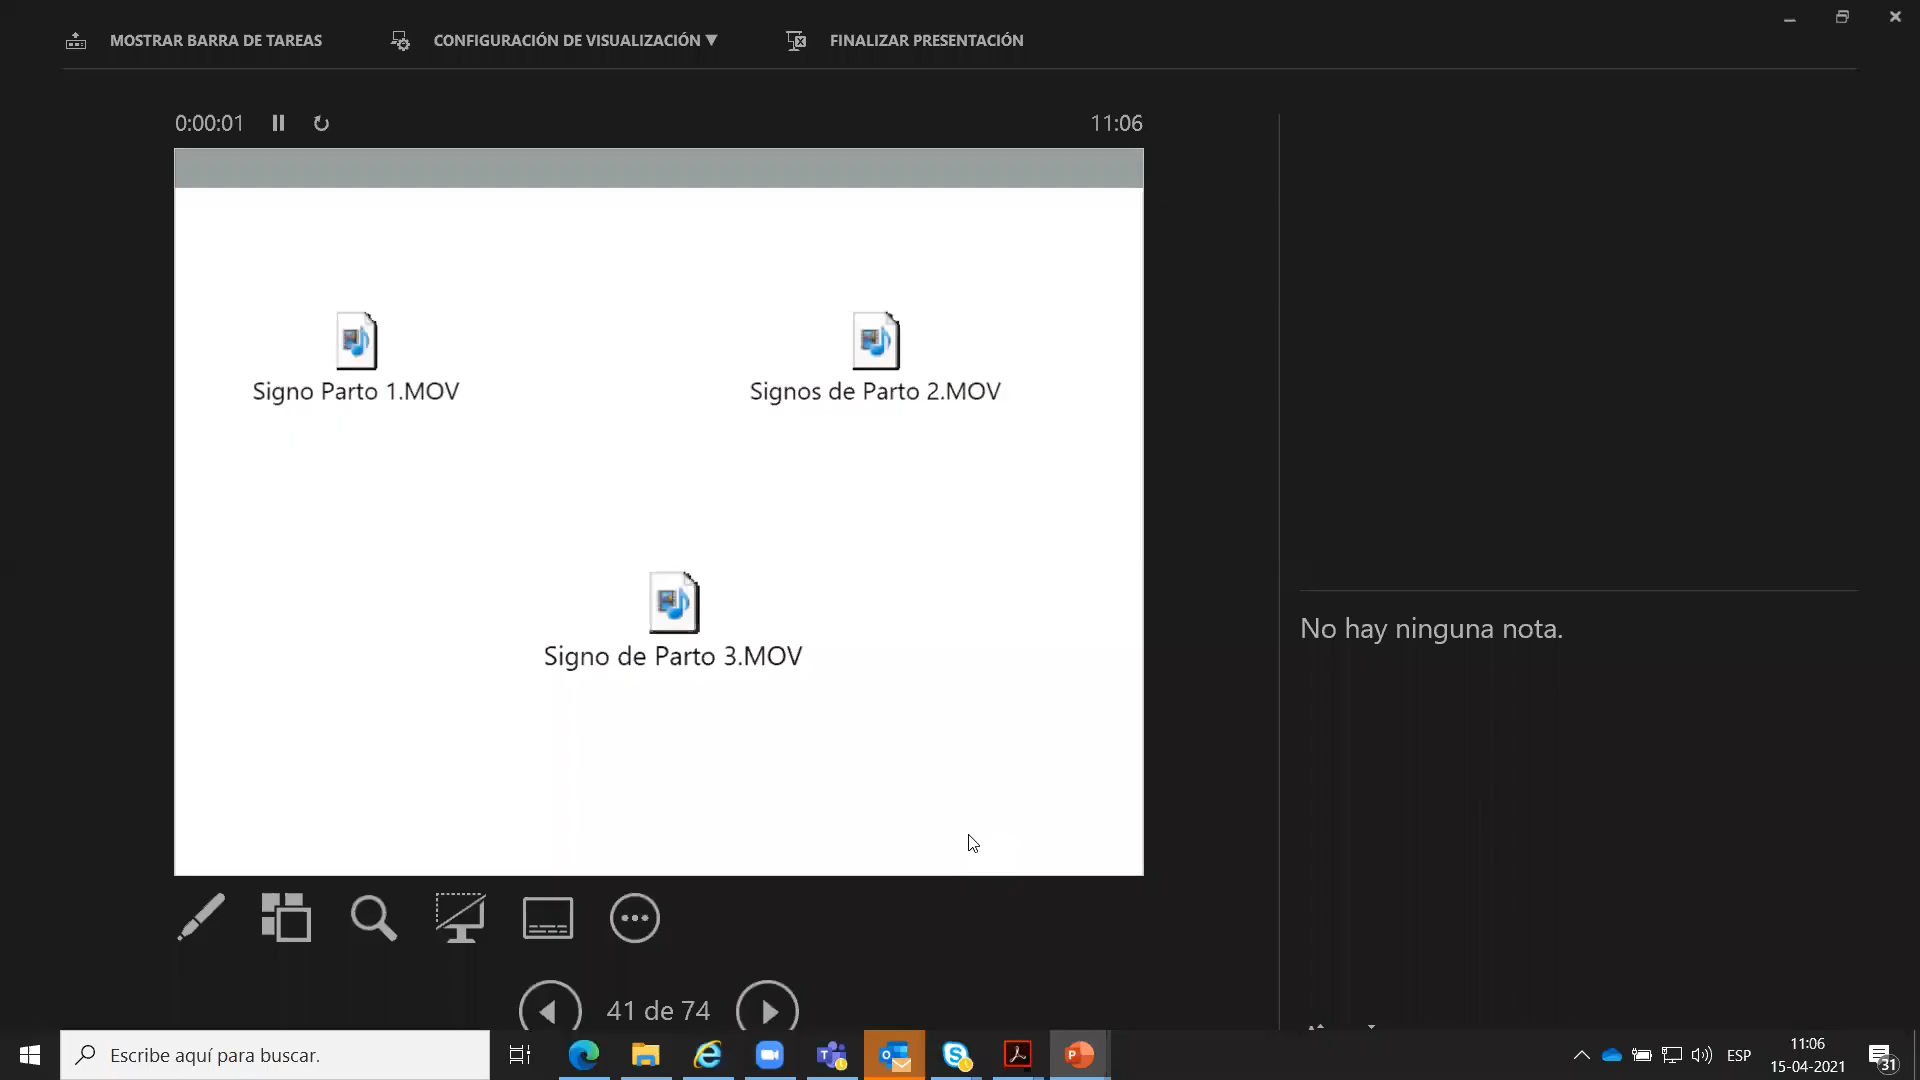 MOSTRAR BARRA DE TAREAS
CONFIGURACIÓN DE VISUALIZACIÓN ▼
FINALIZAR PRESENTACIÓN
0:00:01
11:06
Signo Parto 1.MOV
Signos de Parto 2.MOV
Signo de Parto 3.MOV
No hay ninguna nota.
41 de 74
Escribe aquí para buscar.
ESP
11:06
15-04-2021
31